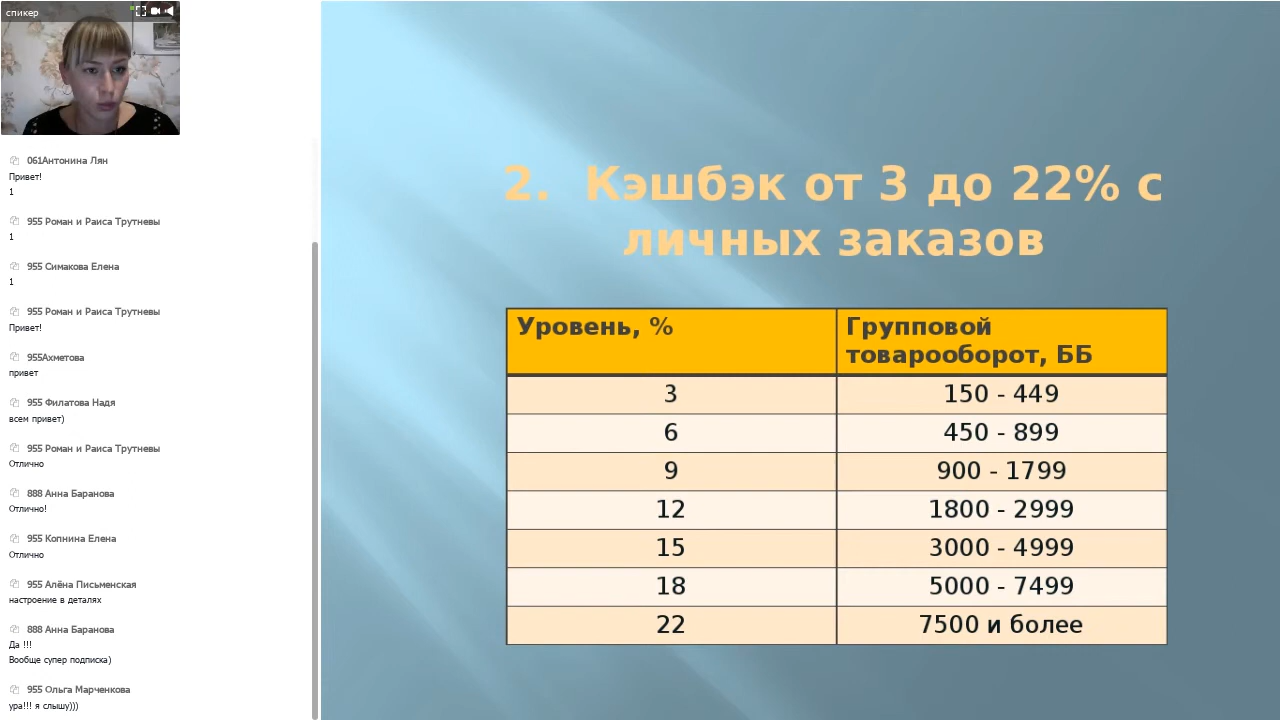 спикер
061Антонина Лян
Привет!
1
955 Роман и Раиса Трутневы
1
955 Симакова Елена
1
955 Роман и Раиса Трутневы
Привет!
955Ахметова
привет
955 Филатова Надя
всем привет)
955 Роман и Раиса Трутневы
Отлично
888 Анна Баранова
Отлично!
955 Копнина Елена
Отлично
955 Алёна Письменская
настроение в деталях
888 Анна Баранова
Да !!!
Вообще супер подписка)
955 Ольга Марченкова
ура!!! я слышу)))
2. Кэшбэк от 3 до 22% с
личных заказов
Уровень, % Групповой
товарооборот, ББ
3 150 - 449
6 450 - 899
9 900 - 1799
12 1800 - 2999
15 3000 - 4999
18 5000 - 7499
22 7500 и более